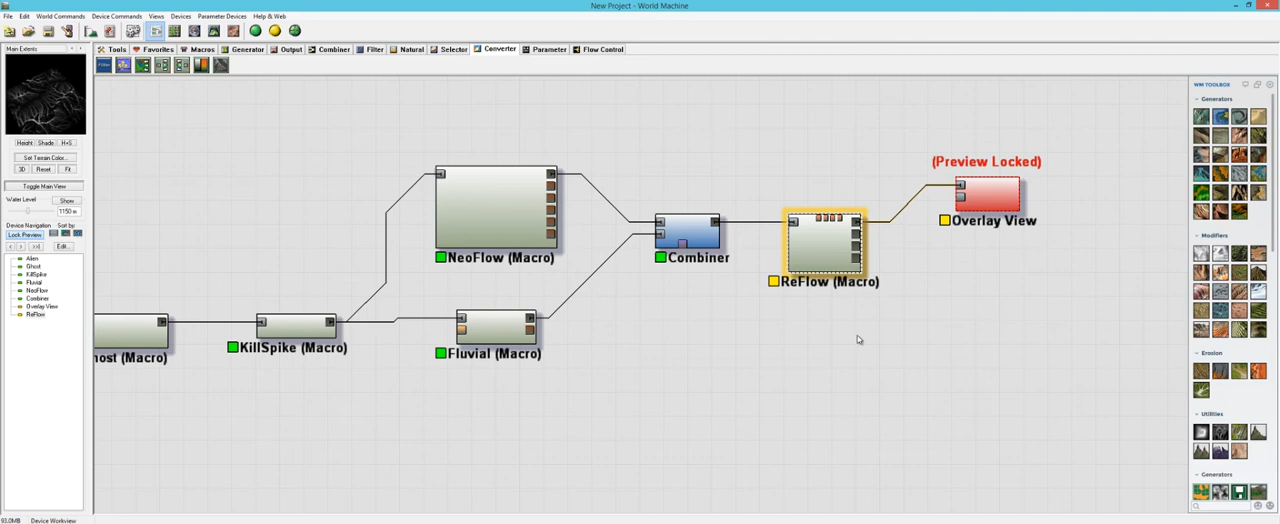 New Project - World Machine
File Edit World Commands Device Commands Views Devices Parameter Devices Help & Web
Main Extents
Tools Favorites Macros Generator Output Combiner Filter Natural Selector Converter Parameter Flow Control
Filter
WM TOOLBOX
Generators
Height Shade H+S
Set Terrain Color...
3D Reset Fit
Toggle Main View
Water Level Show
1150 m
Device Navigation Sort by:
Lock Preview
Edit...
Alien
Ghost
KillSpike
Fluvial
NeoFlow
Combiner
Overlay View
ReFlow
(Preview Locked)
Overlay View
NeoFlow (Macro)
Combiner
ReFlow (Macro)
host (Macro)
KillSpike (Macro)
Fluvial (Macro)
Modifiers
Erosion
Utilities
Generators
93.0MB Device Workview